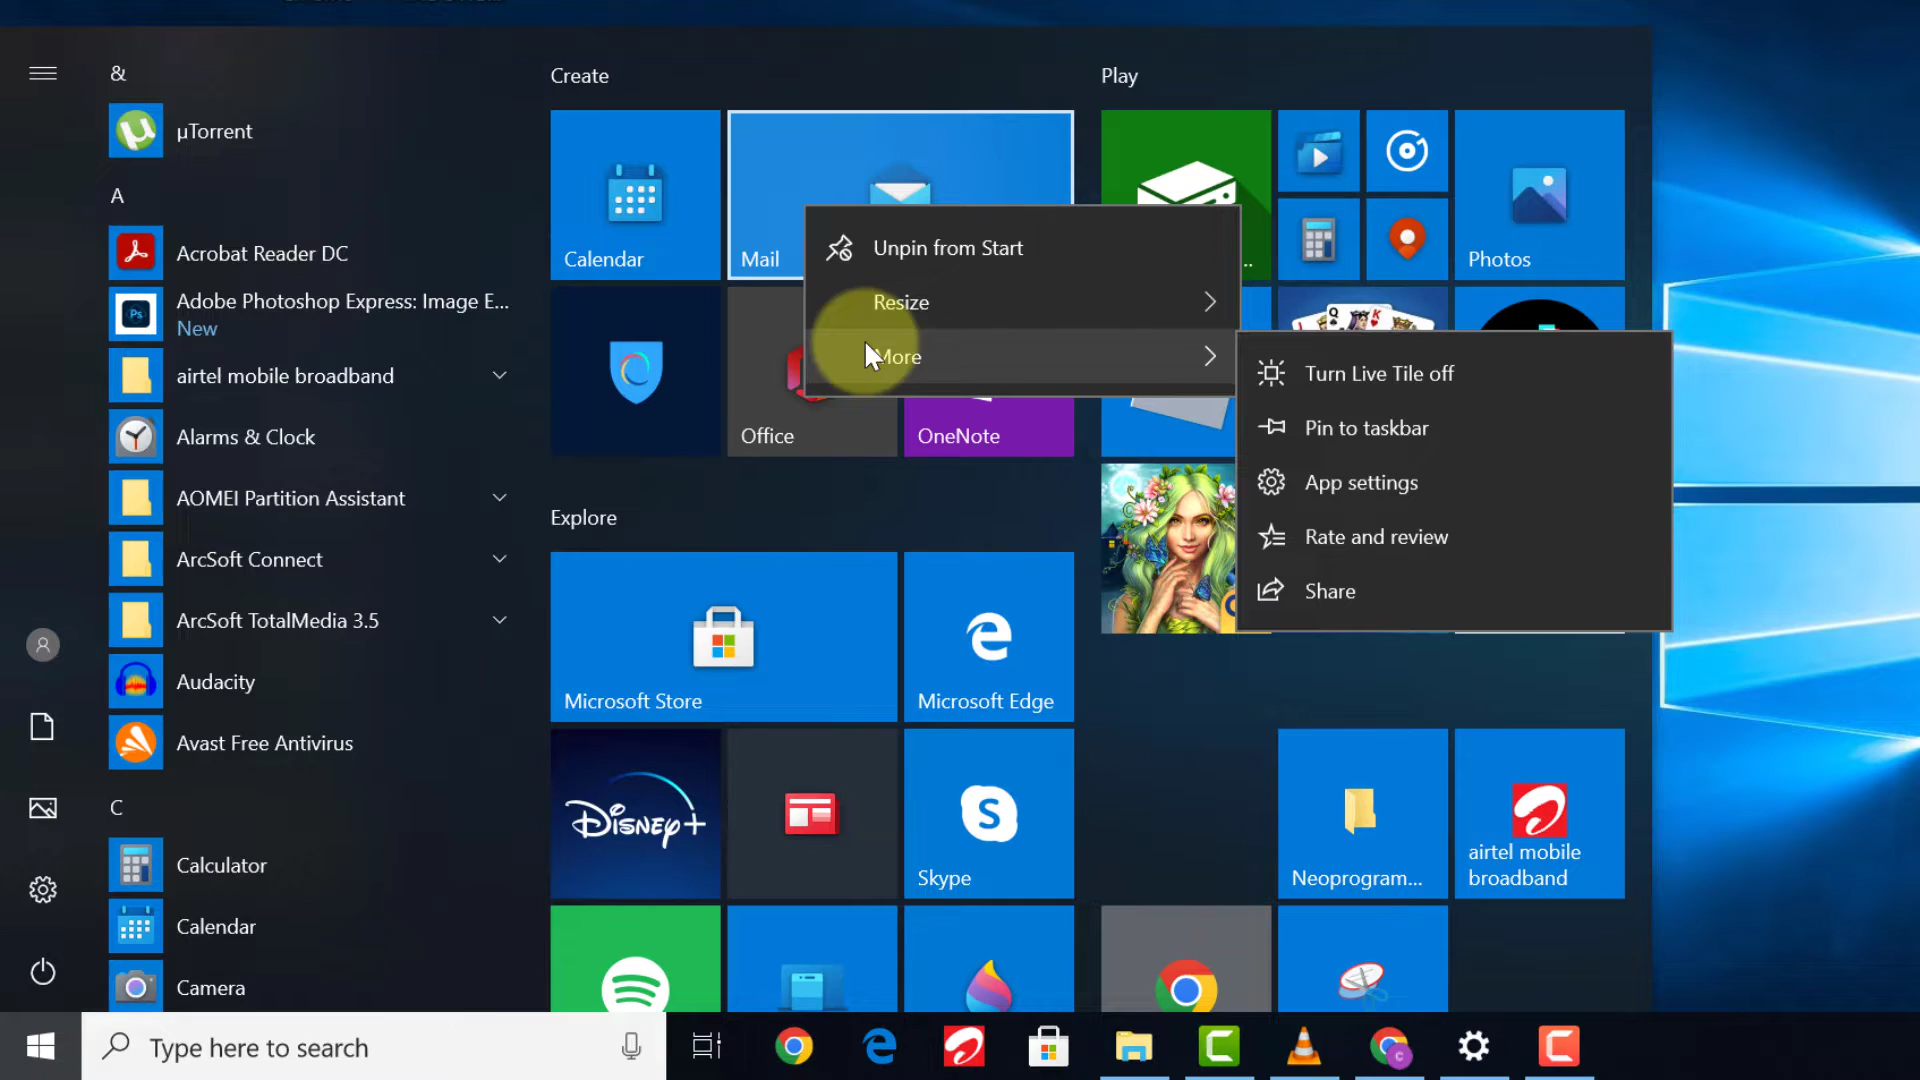 &
µTorrent
A
Acrobat Reader DC
Adobe Photoshop Express: Image E...
New
airtel mobile broadband
Alarms & Clock
AOMEI Partition Assistant
ArcSoft Connect
ArcSoft TotalMedia 3.5
Audacity
Avast Free Antivirus
C
Calculator
Calendar
Camera
Create
Calendar
Mail
Office
OneNote
Unpin from Start
Resize
More
Turn Live Tile off
Pin to taskbar
App settings
Rate and review
Share
Play
..
Photos
Q
K
Explore
Microsoft Store
Microsoft Edge
Disney+
S
Skype
Neoprogram...
airtel mobile
broadband
Ps
Type here to search
C